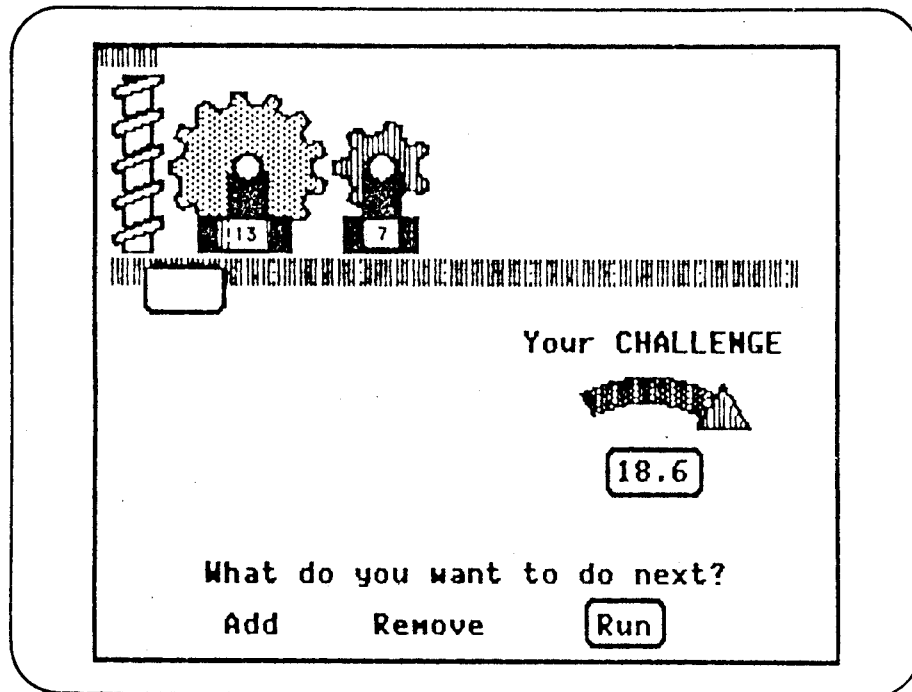 13 7
Your CHALLENGE
18.6
What do you want to do next?
Add Remove Run